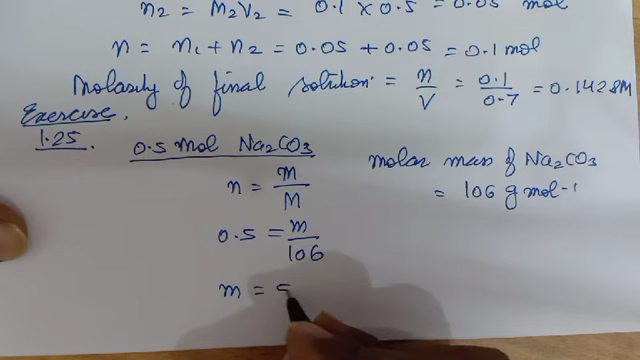 n₂ = M₂V₂ = 0.1 × 0.5 = 0.05 mol
n = n₁ + n₂ = 0.05 + 0.05 = 0.1 mol
Molarity of final solution = n/V = 0.1/0.7 = 0.1428M
Exercise.
1.25. 0.5 mol Na₂CO₃
molar mass of Na₂CO₃
= 106 g mol⁻¹
n = m/M
0.5 = m/106
m = 5